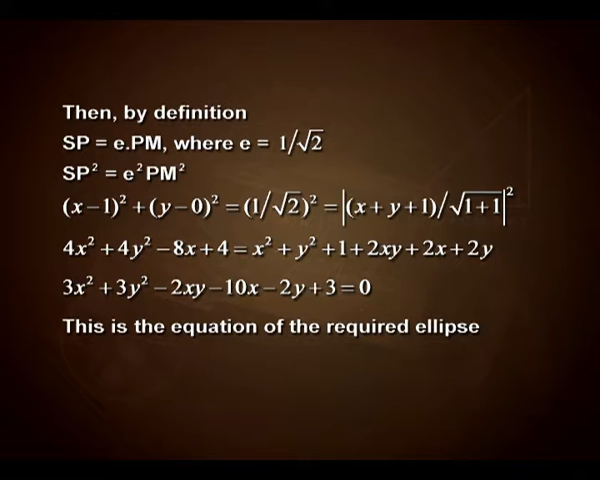 Then, by definition
SP = e.PM, where e = 1/√2
SP² = e² PM²
(x−1)² + (y−0)² = (1/√2)² = |(x + y + 1)/√1+1|²
4x² + 4y² − 8x + 4 = x² + y² + 1 + 2xy + 2x + 2y
3x² + 3y² − 2xy − 10x − 2y + 3 = 0
This is the equation of the required ellipse